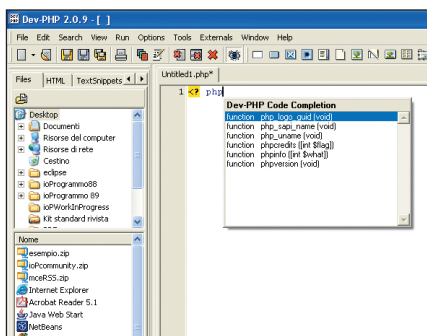 Dev-PHP 2.0.9 - [ ]
File Edit Search View Run Options Tools Externals Window Help
Files HTML TextSnippets
Untitled1.php*
1 <? php
Dev-PHP Code Completion
function php_logo_guid (void)
function php_sapi_name (void)
function php_uname (void)
function phpcredits ([int $flag])
function phpinfo ([int $what])
function phpversion (void)
Desktop
Documenti
Risorse del computer
Risorse di rete
Cestino
eclipse
ioProgrammo88
ioProgrammo 89
ioPWorkInProgress
Kit standard rivista
Nome
esempio.zip
ioPcommunity.zip
mceRSS.zip
Internet Explorer
Acrobat Reader 5.1
Java Web Start
NetBeans